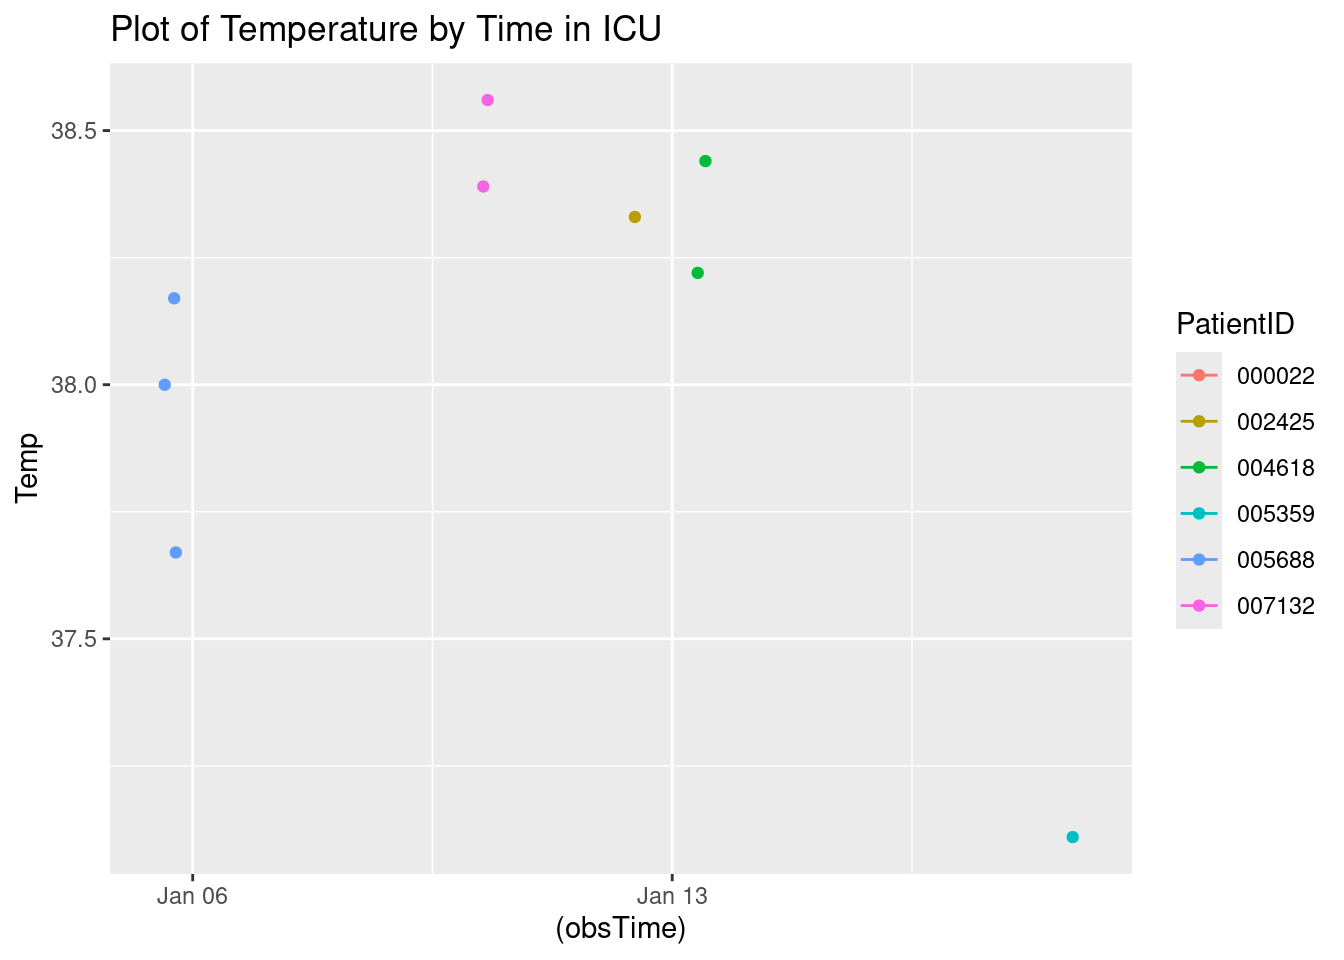 Plot of Temperature by Time in ICU
38.5
38.0
37.5
Temp
Jan 06
Jan 13
(obsTime)
PatientID
000022
002425
004618
005359
005688
007132